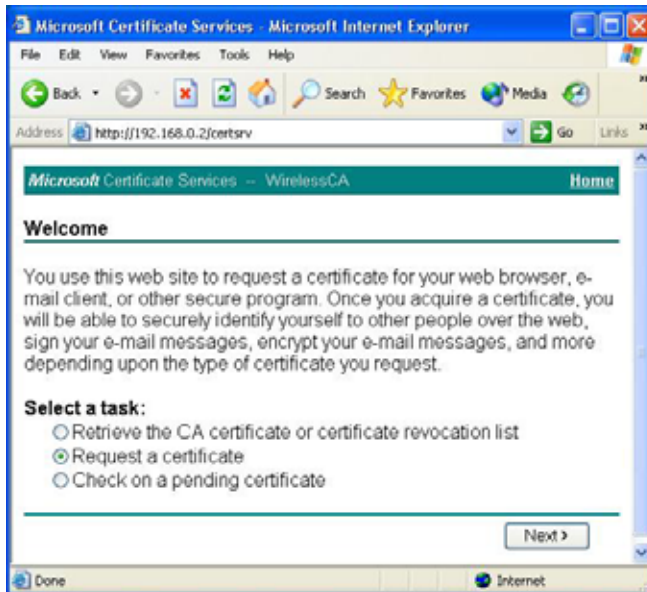 Microsoft Certificate Services - Microsoft Internet Explorer
File Edit View Favorites Tools Help
Back Search Favorites Media
Address http://192.168.0.2/certsrv Go Links
Microsoft Certificate Services -- WirelessCA Home
Welcome
You use this web site to request a certificate for your web browser, e-
mail client, or other secure program. Once you acquire a certificate, you
will be able to securely identify yourself to other people over the web,
sign your e-mail messages, encrypt your e-mail messages, and more
depending upon the type of certificate you request.
Select a task:
Retrieve the CA certificate or certificate revocation list
Request a certificate
Check on a pending certificate
Next >
Done Internet